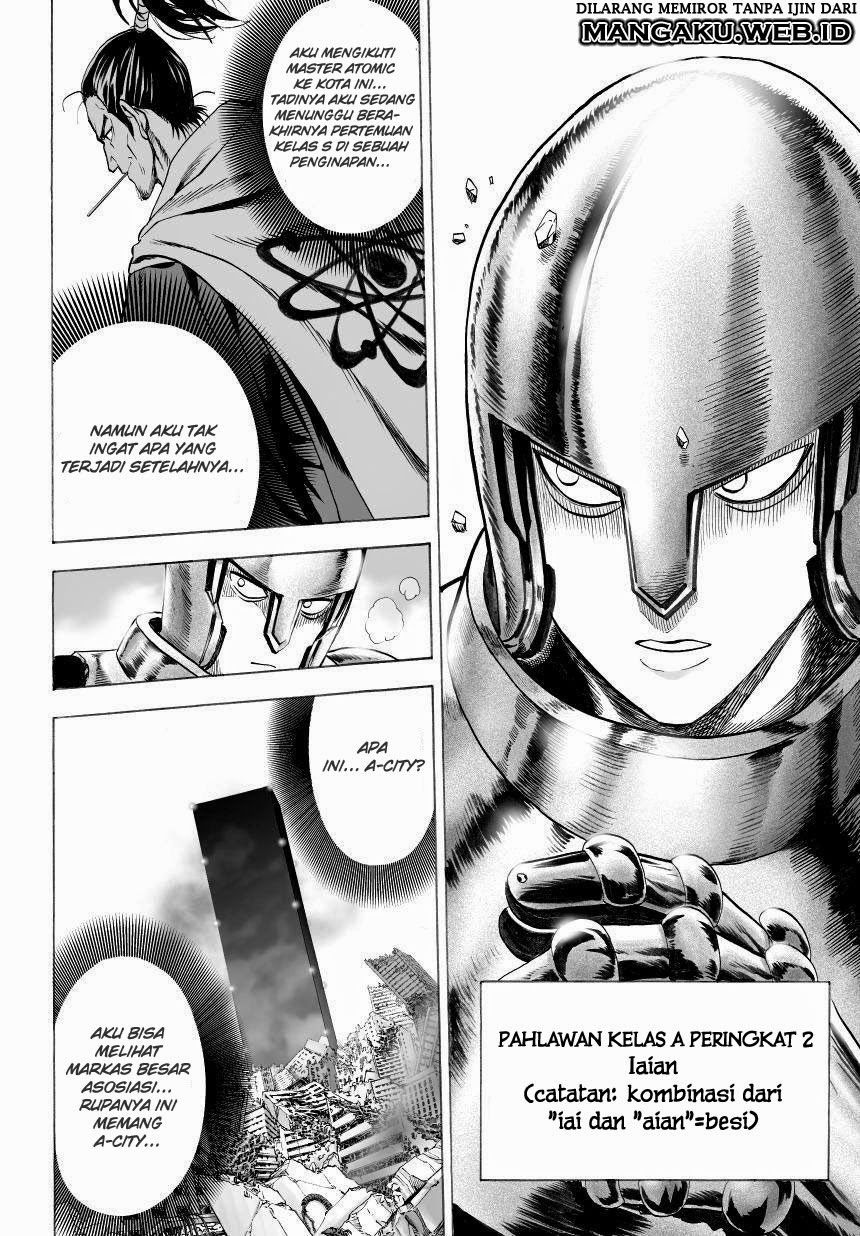 DILARANG MEMIROR TANPA IJIN DARI
MANGAKU.WEB.ID
AKU MENGIKUTI
MASTER ATOMIC
KE KOTA INI...
TADINYA AKU SEDANG
MENUNGGU BERA-
KHIRNYA PERTEMUAN
KELAS S DI SEBUAH
PENGINAPAN...
NAMUN AKU TAK
INGAT APA YANG
TERJADI SETELAHNYA...
APA
INI... A-CITY?
AKU BISA
MELIHAT
MARKAS BESAR
ASOSIASI...
RUPANYA INI
MEMANG
A-CITY...
PAHLAWAN KELAS A PERINGKAT 2
Iaian
(catatan: kombinasi dari
"iai dan "aian"=besi)